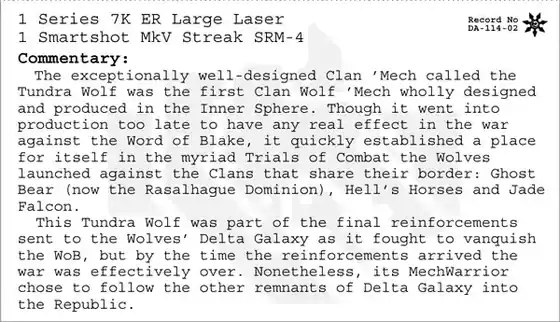 1 Series 7K ER Large Laser
1 Smartshot MkV Streak SRM-4
Record No
DA-114-02
Commentary:
The exceptionally well-designed Clan ’Mech called the
Tundra Wolf was the first Clan Wolf ’Mech wholly designed
and produced in the Inner Sphere. Though it went into
production too late to have any real effect in the war
against the Word of Blake, it quickly established a place
for itself in the myriad Trials of Combat the Wolves
launched against the Clans that share their border: Ghost
Bear (now the Rasalhague Dominion), Hell’s Horses and Jade
Falcon.
This Tundra Wolf was part of the final reinforcements
sent to the Wolves’ Delta Galaxy as it fought to vanquish
the WoB, but by the time the reinforcements arrived the
war was effectively over. Nonetheless, its MechWarrior
chose to follow the other remnants of Delta Galaxy into
the Republic.